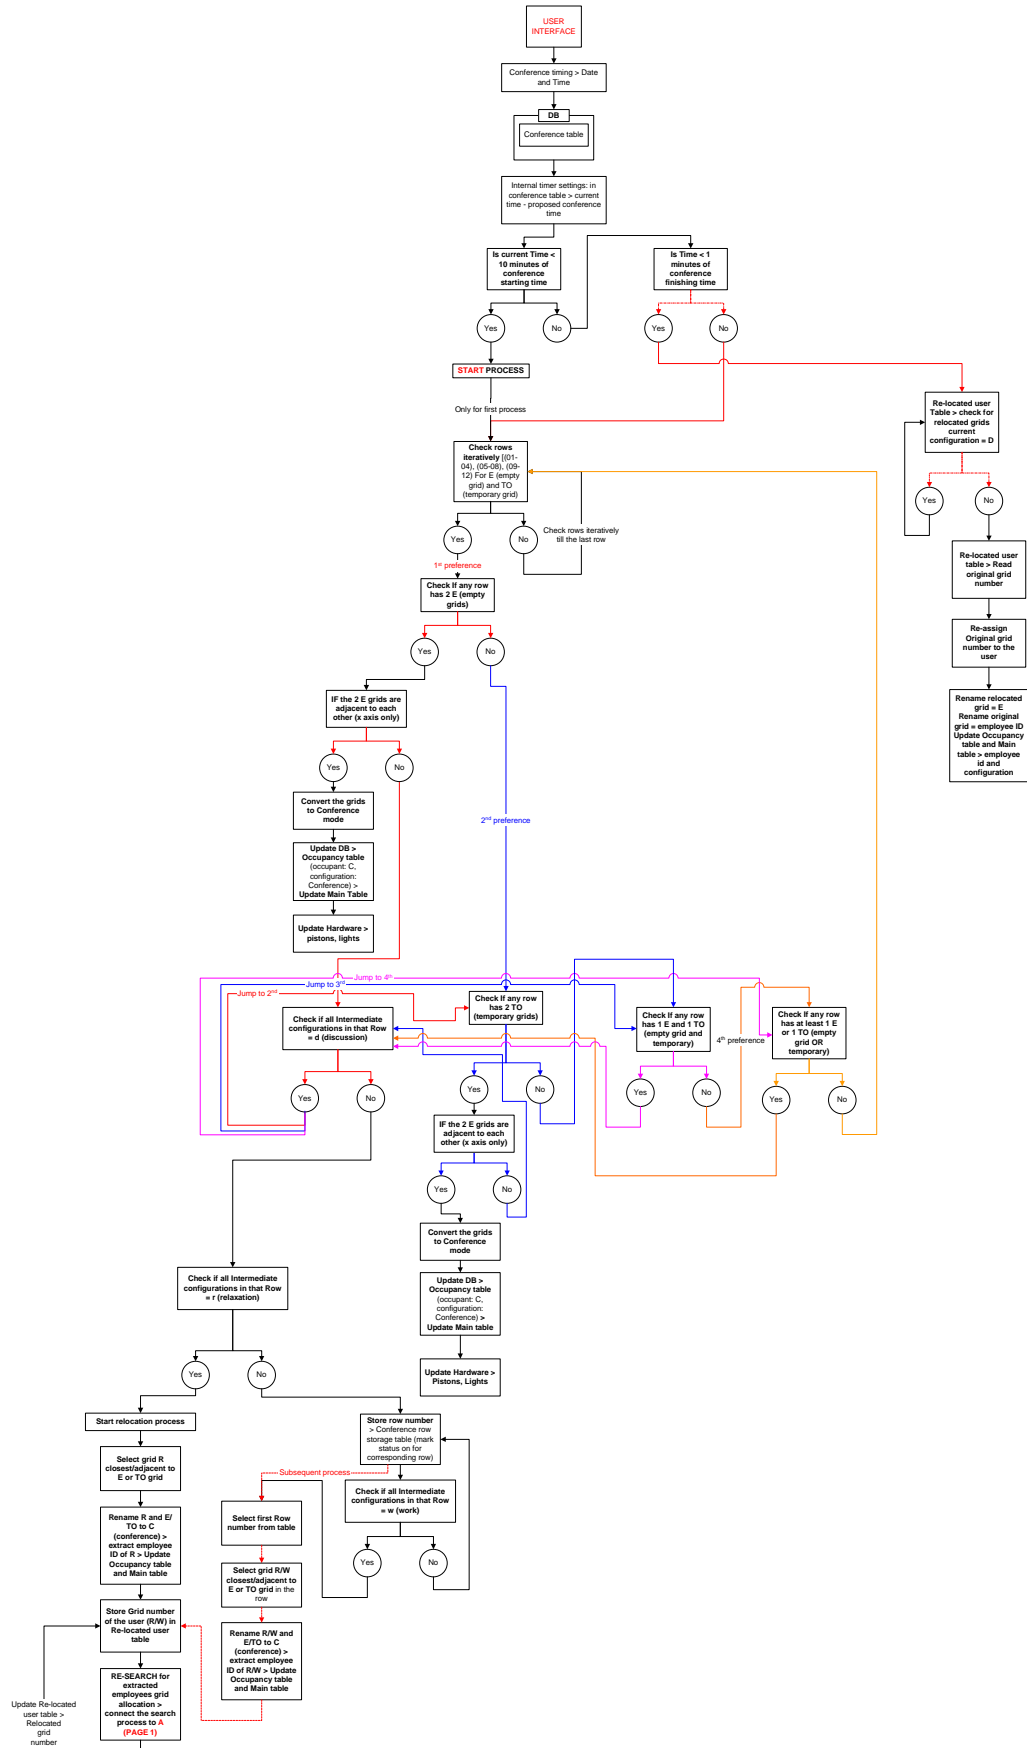 USER
INTERFACE
Conference timing > Date
and Time
DB
Conference table
Internal timer settings: in
conference table > current
time - proposed conference
time
Is current Time <
10 minutes of
conference
starting time
Is Time < 1
minutes of
conference
finishing time
Yes
No
Yes
No
START PROCESS
Only for first process
Re-located user
Table > check for
relocated grids
current
configuration = D
Yes
No
Check rows
iteratively [(01-
04), (05-08), (09-
12) For E (empty
grid) and TO
(temporary grid)
Yes
No
Check rows iteratively
till the last row
1st preference
Check If any row
has 2 E (empty
grids)
Yes
No
Re-located user
table > Read
original grid
number
Re-assign
Original grid
number to the
user
Rename relocated
grid = E
Rename original
grid = employee ID
Update Occupancy
table and Main
table > employee
id and
configuration
IF the 2 E grids are
adjacent to each
other (x axis only)
Yes
No
Convert the grids
to Conference
mode
2nd preference
Update DB >
Occupancy table
(occupant: C,
configuration:
Conference) >
Update Main Table
Update Hardware >
pistons, lights
Jump to 4th
Jump to 3rd
Jump to 2nd
Check if all Intermediate
configurations in that Row
= d (discussion)
Check If any row
has 2 TO
(temporary grids)
Check If any row
has 1 E and 1 TO
(empty grid and
temporary)
4th preference
Check If any row
has at least 1 E
or 1 TO (empty
grid OR
temporary)
Yes
No
Yes
No
Yes
No
Yes
No
IF the 2 E grids are
adjacent to each
other (x axis only)
Yes
No
Convert the grids
to Conference
mode
Update DB >
Occupancy table
(occupant: C,
configuration:
Conference) >
Update Main table
Update Hardware >
Pistons, Lights
Check if all Intermediate
configurations in that Row
= r (relaxation)
Yes
No
Start relocation process
Select grid R
closest/adjacent to
E or TO grid
Rename R and E/
TO to C
(conference) >
extract employee
ID of R > Update
Occupancy table
and Main table
Store Grid number
of the user (R/W) in
Re-located user
table
RE-SEARCH for
extracted
employees grid
allocation >
connect the search
process to A
(PAGE 1)
Update Re-located
user table >
Relocated
grid
number
Store row number
> Conference row
storage table (mark
status on for
corresponding row)
Subsequent process
Check if all Intermediate
configurations in that Row
= w (work)
Yes
No
Select first Row
number from table
Select grid R/W
closest/adjacent to
E or TO grid in the
row
Rename R/W and
E/TO to C
(conference) >
extract employee
ID of R/W > Update
Occupancy table
and Main table